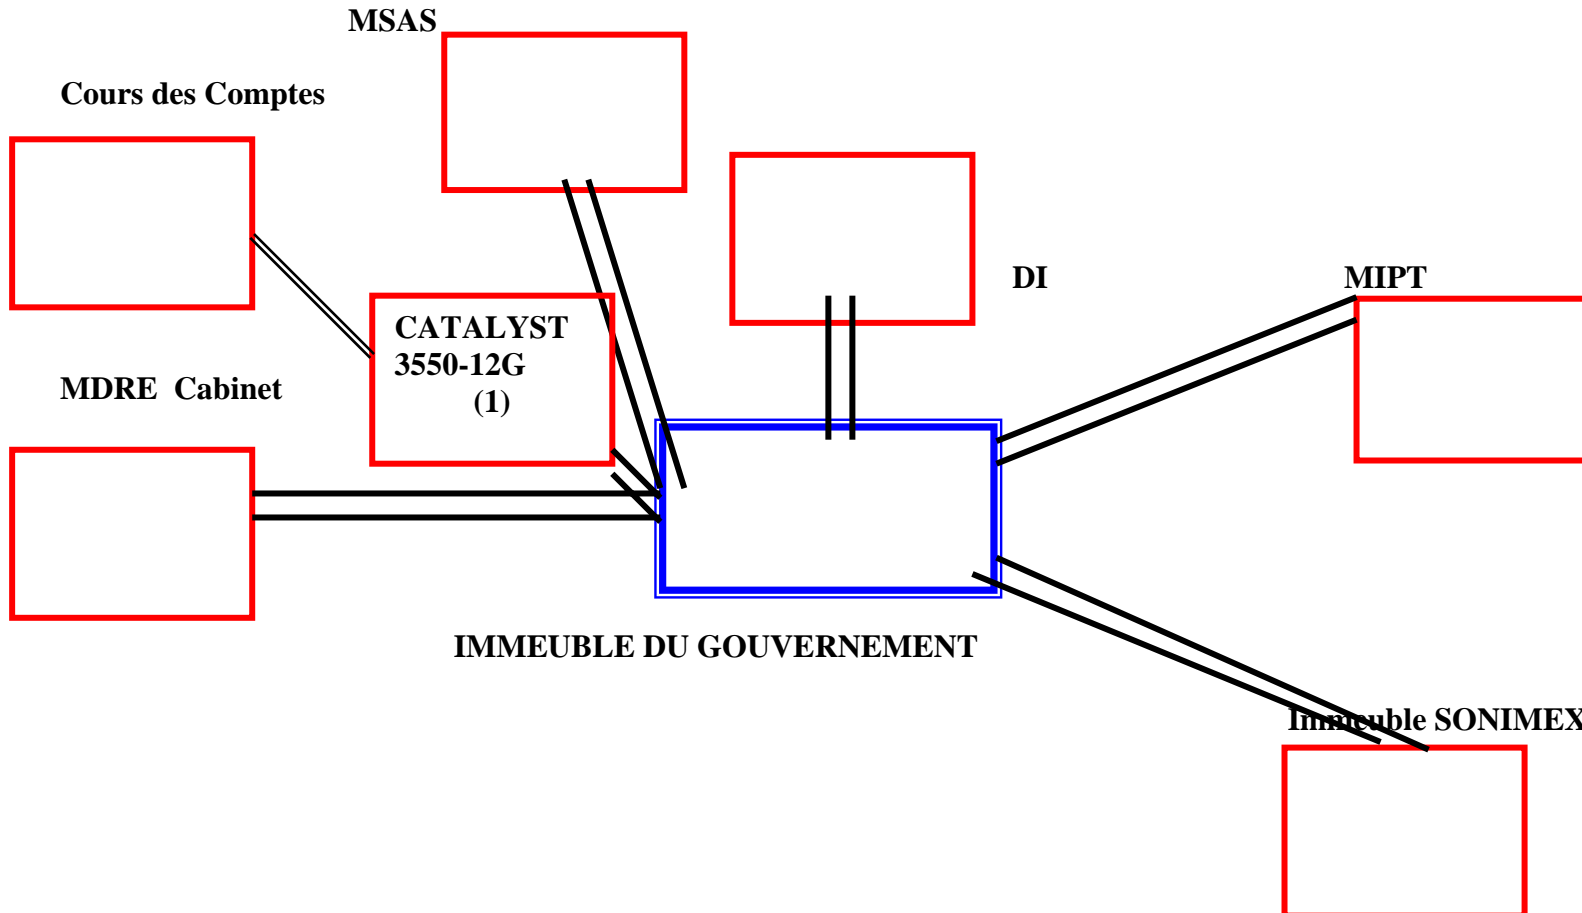 MSAS
Cours des Comptes
DI
MIPT
CATALYST
3550-12G
(1)
MDRE Cabinet
IMMEUBLE DU GOUVERNEMENT
Immeuble SONIMEX